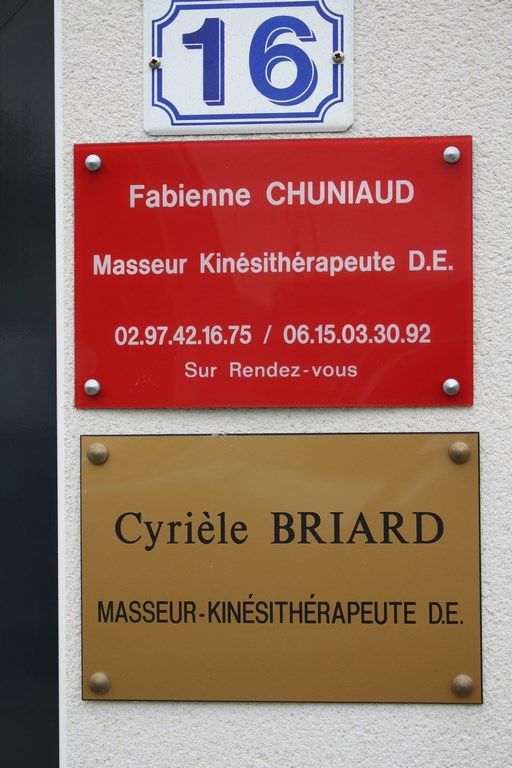 16
Fabienne CHUNIAUD
Masseur Kinésithérapeute D.E.
02.97.42.16.75 / 06.15.03.30.92
Sur Rendez-vous
Cyrièle BRIARD
MASSEUR-KINÉSITHÉRAPEUTE D.E.